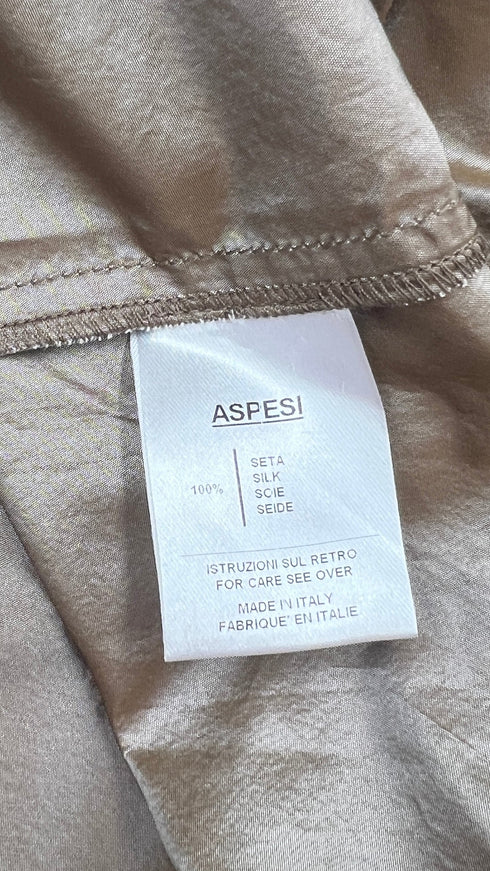 ASPESI
100%
SETA
SILK
SOIE
SEIDE
ISTRUZIONI SUL RETRO
FOR CARE SEE OVER
MADE IN ITALY
FABRIQUE' EN ITALIE